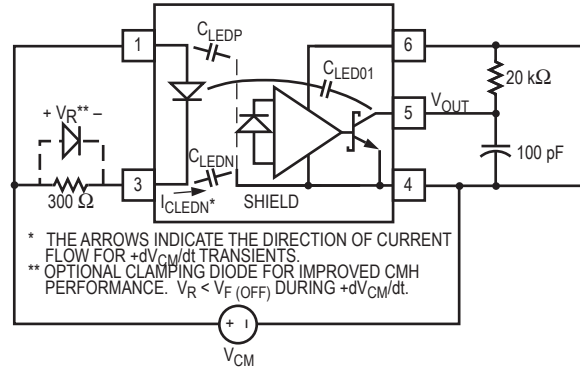 1
C_LEDP
6
C_LED01
20 kΩ
V_OUT
5
+ V_R** –
C_LEDN
100 pF
3
4
300 Ω
I_CLEDN*
SHIELD
* THE ARROWS INDICATE THE DIRECTION OF CURRENT
FLOW FOR +dV_CM/dt TRANSIENTS.
** OPTIONAL CLAMPING DIODE FOR IMPROVED CMH
PERFORMANCE. V_R < V_F (OFF) DURING +dV_CM/dt.
+ –
V_CM